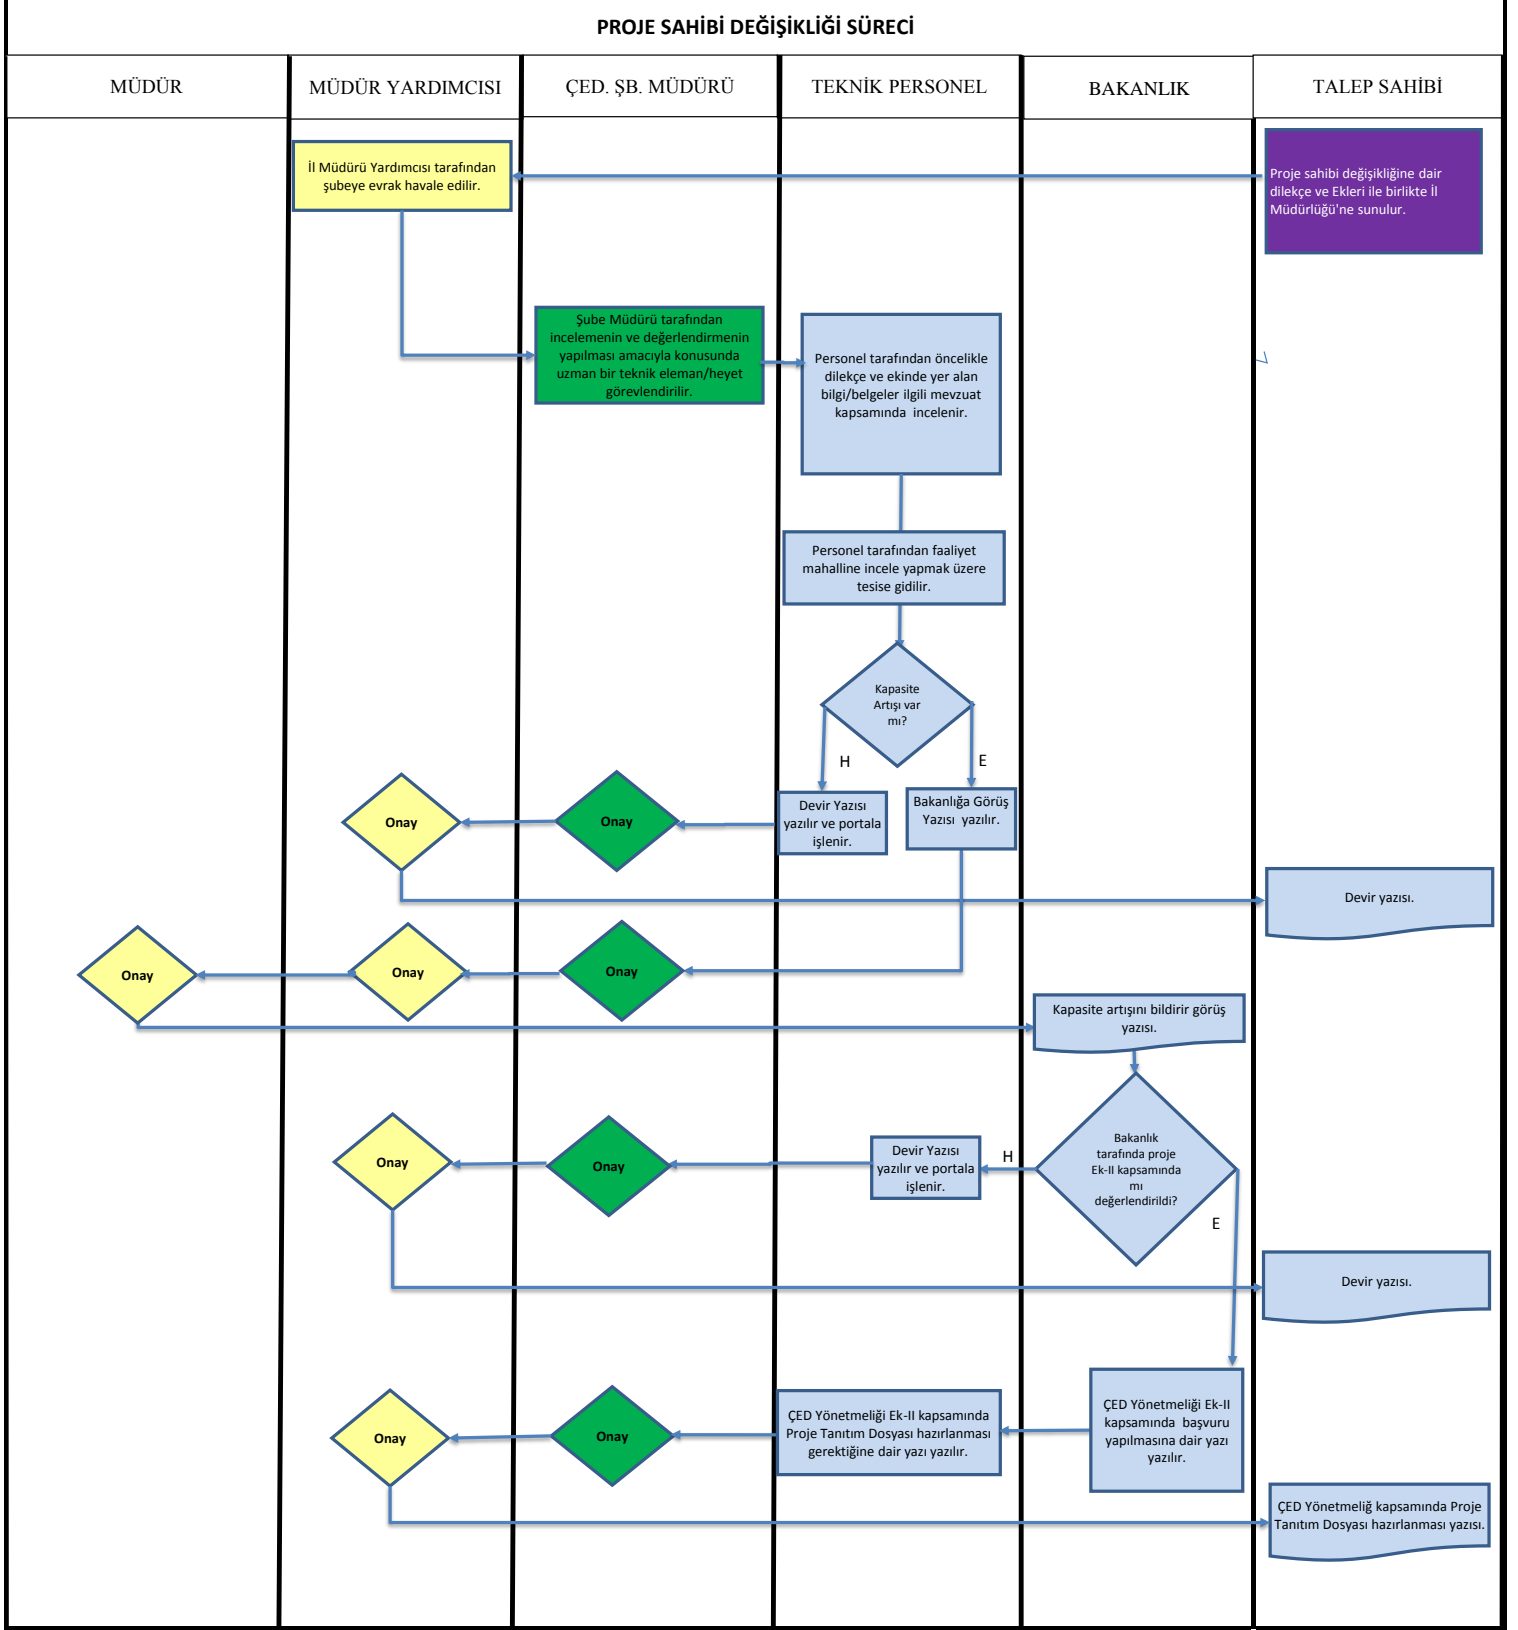 PROJE SAHİBİ DEĞİŞİKLİĞİ SÜRECİ
MÜDÜR
MÜDÜR YARDIMCISI
ÇED. ŞB. MÜDÜRÜ
TEKNİK PERSONEL
BAKANLIK
TALEP SAHİBİ
İl Müdürü Yardımcısı tarafından
şubeye evrak havale edilir.
Proje sahibi değişikliğine dair
dilekçe ve Ekleri ile birlikte İl
Müdürlüğü'ne sunulur.
Şube Müdürü tarafından
incelemenin ve değerlendirmenin
yapılması amacıyla konusunda
uzman bir teknik eleman/heyet
görevlendirilir.
Personel tarafından öncelikle
dilekçe ve ekinde yer alan
bilgi/belgeler ilgili mevzuat
kapsamında incelenir.
Personel tarafından faaliyet
mahalline incele yapmak üzere
tesise gidilir.
Kapasite
Artışı var
mı?
H
E
Onay
Onay
Devir Yazısı
yazılır ve portala
işlenir.
Bakanlığa Görüş
Yazısı yazılır.
Devir yazısı.
Onay
Onay
Onay
Kapasite artışını bildirir görüş
yazısı.
Onay
Onay
Devir Yazısı
yazılır ve portala
işlenir.
H
Bakanlık
tarafında proje
Ek-II kapsamında
mı
değerlendirildi?
E
Devir yazısı.
Onay
Onay
ÇED Yönetmeliği Ek-II kapsamında
Proje Tanıtım Dosyası hazırlanması
gerektiğine dair yazı yazılır.
ÇED Yönetmeliği Ek-II
kapsamında başvuru
yapılmasına dair yazı
yazılır.
ÇED Yönetmeliğ kapsamında Proje
Tanıtım Dosyası hazırlanması yazısı.